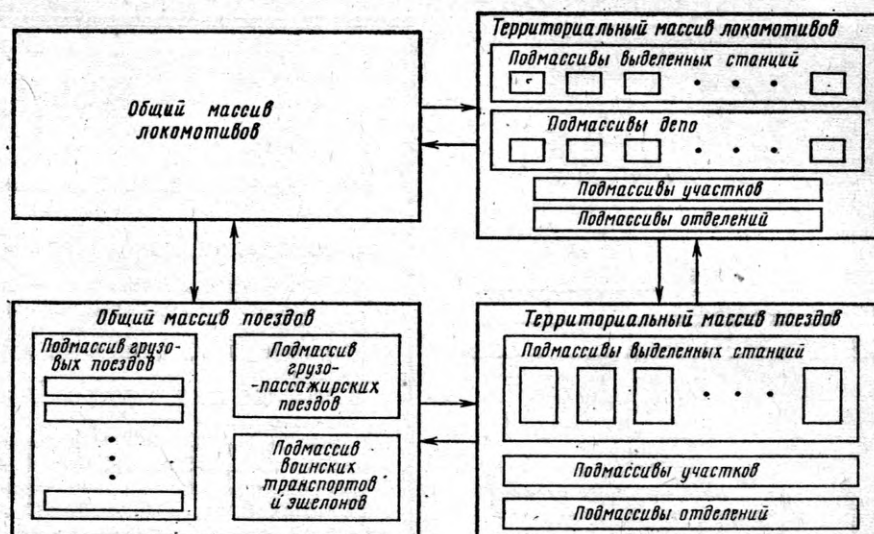 Общий массив
локомотивов
Территориальный массив локомотивов
Подмассивы выделенных станций
Подмассивы депо
Подмассивы участков
Подмассивы отделений
Общий массив поездов
Подмассив грузо-
вых поездов
Подмассив
грузо-
-пассажирских
поездов
Подмассив
воинских
транспортов
и эшелонов
Территориальный массив поездов
Подмассивы выделенных станций
Подмассивы участков
Подмассивы отделений